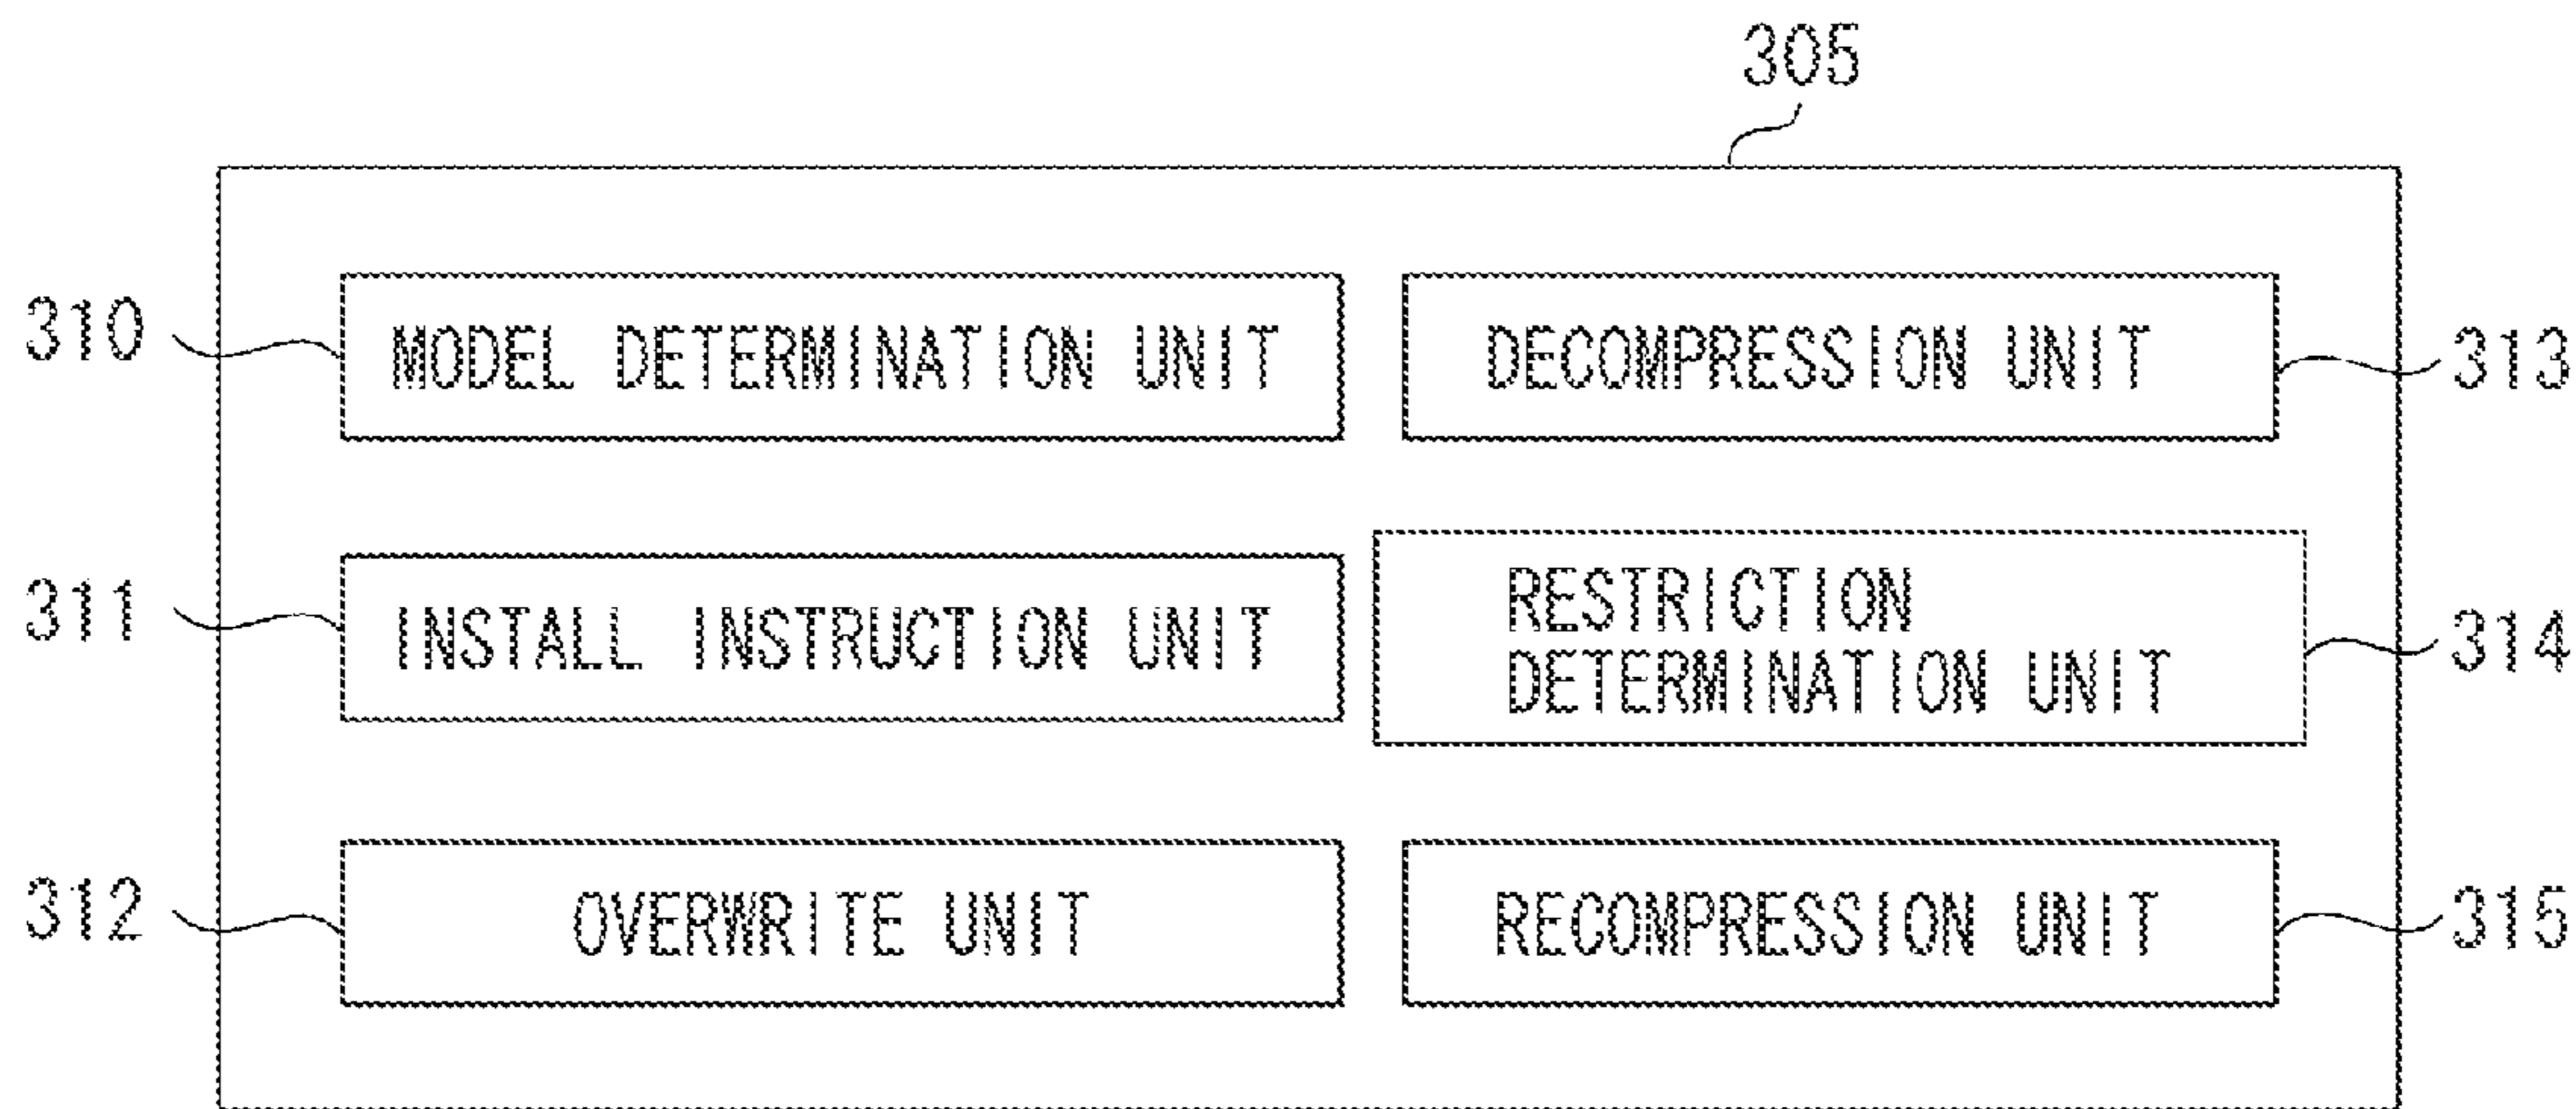 305
310
MODEL DETERMINATION UNIT
DECOMPRESSION UNIT
313
311
INSTALL INSTRUCTION UNIT
RESTRICTION
DETERMINATION UNIT
314
312
OVERWRITE UNIT
RECOMPRESSION UNIT
315